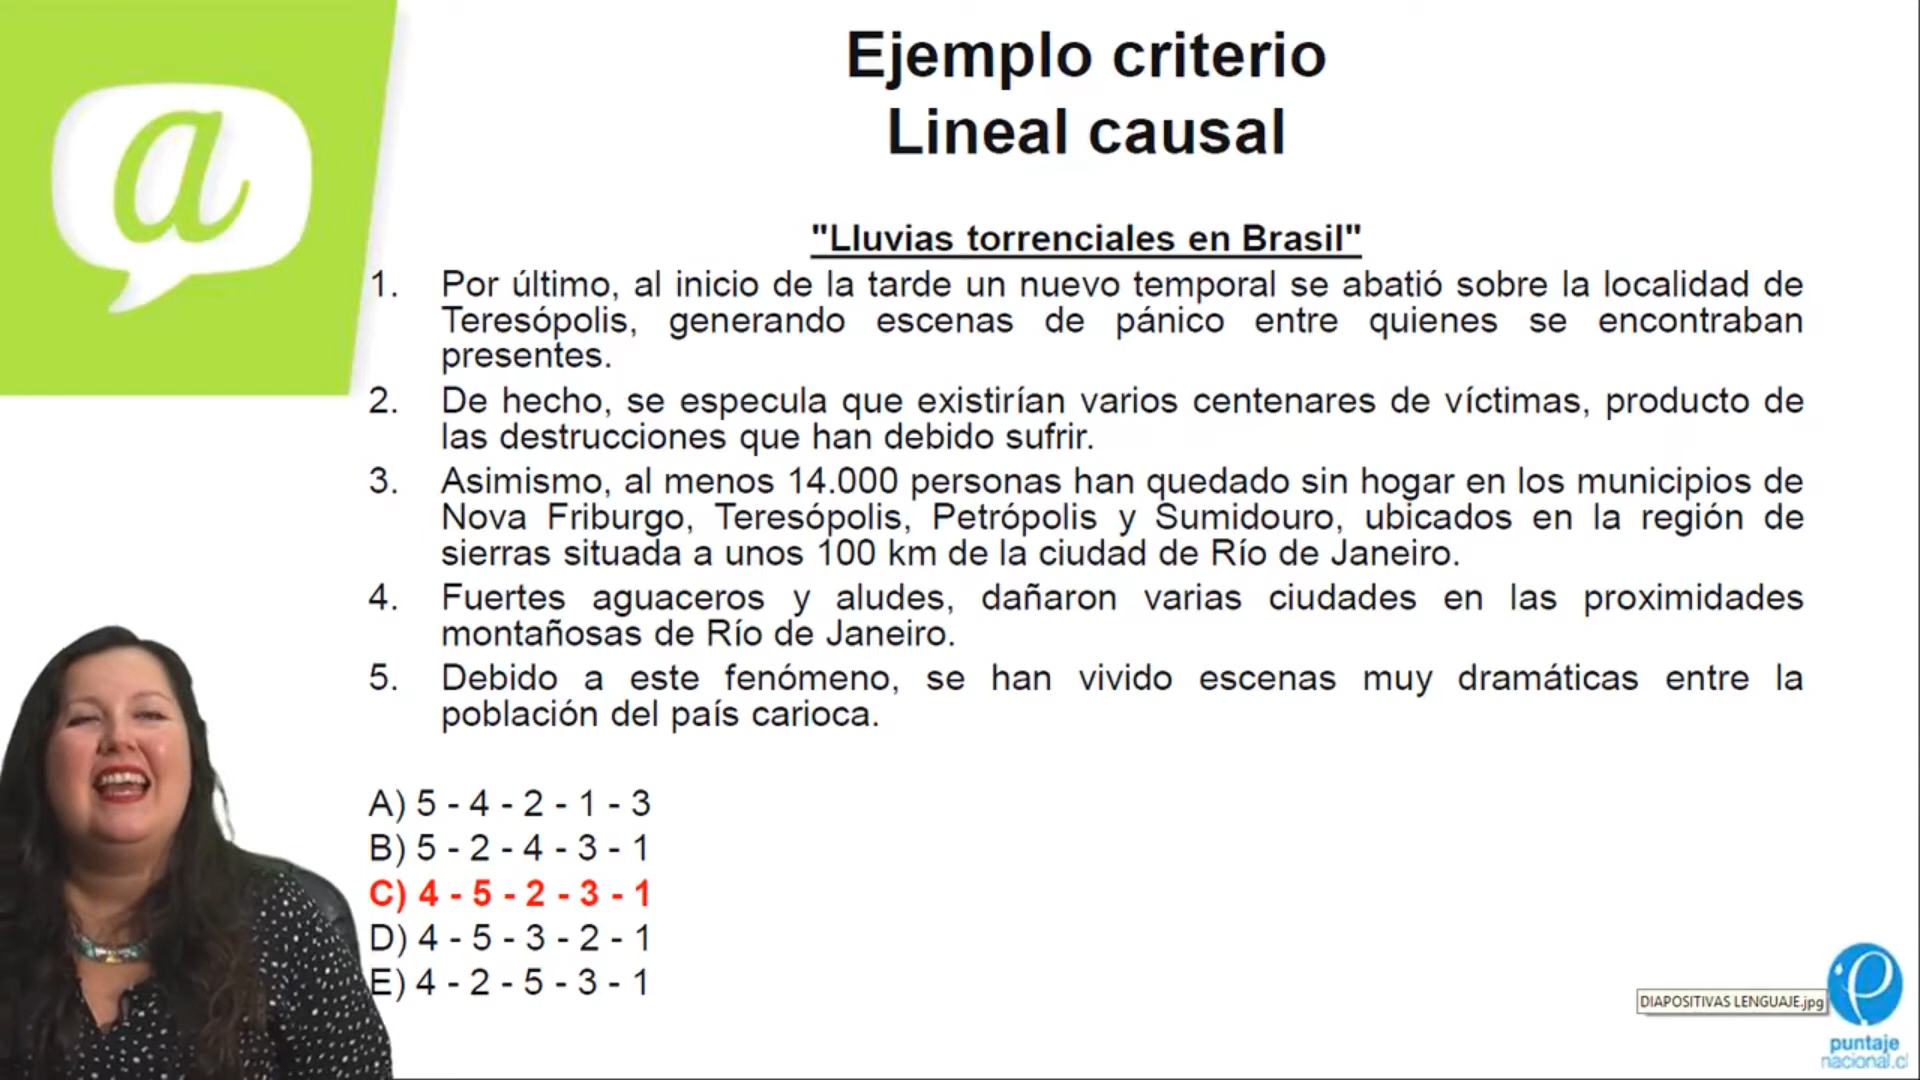 a
Ejemplo criterio
Lineal causal
"Lluvias torrenciales en Brasil"
1. Por último, al inicio de la tarde un nuevo temporal se abatió sobre la localidad de
Teresópolis, generando escenas de pánico entre quienes se encontraban
presentes.
2. De hecho, se especula que existirían varios centenares de víctimas, producto de
las destrucciones que han debido sufrir.
3. Asimismo, al menos 14.000 personas han quedado sin hogar en los municipios de
Nova Friburgo, Teresópolis, Petrópolis y Sumidouro, ubicados en la región de
sierras situada a unos 100 km de la ciudad de Río de Janeiro.
4. Fuertes aguaceros y aludes, dañaron varias ciudades en las proximidades
montañosas de Río de Janeiro.
5. Debido a este fenómeno, se han vivido escenas muy dramáticas entre la
población del país carioca.
A) 5 - 4 - 2 - 1 - 3
B) 5 - 2 - 4 - 3 - 1
C) 4 - 5 - 2 - 3 - 1
D) 4 - 5 - 3 - 2 - 1
E) 4 - 2 - 5 - 3 - 1
DIAPOSITIVAS LENGUAJE.jpg
puntaje
nacional.cl